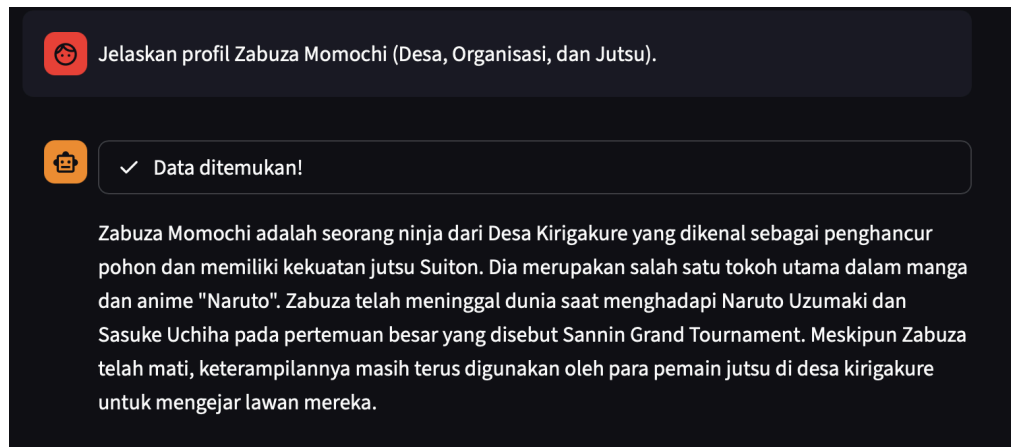 Jelaskan profil Zabuza Momochi (Desa, Organisasi, dan Jutsu).
Data ditemukan!
Zabuza Momochi adalah seorang ninja dari Desa Kirigakure yang dikenal sebagai penghancur
pohon dan memiliki kekuatan jutsu Suiton. Dia merupakan salah satu tokoh utama dalam manga
dan anime "Naruto". Zabuza telah meninggal dunia saat menghadapi Naruto Uzumaki dan
Sasuke Uchiha pada pertemuan besar yang disebut Sannin Grand Tournament. Meskipun Zabuza
telah mati, keterampilannya masih terus digunakan oleh para pemain jutsu di desa kirigakure
untuk mengejar lawan mereka.